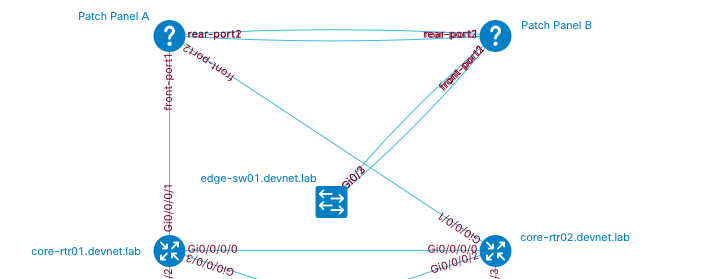 Patch Panel A
Patch Panel B
rear-port2
rear-port2
front-port1
front-port2
front-port2
edge-sw01.devnet.lab
Gi0/2
Gi0/0/0/1
Gi0/0/0/1
core-rtr01.devnet.lab
core-rtr02.devnet.lab
Gi0/0/0/0
Gi0/0/0/0
Gi0/0/0/3
Gi0/0/0/2
/2
/3